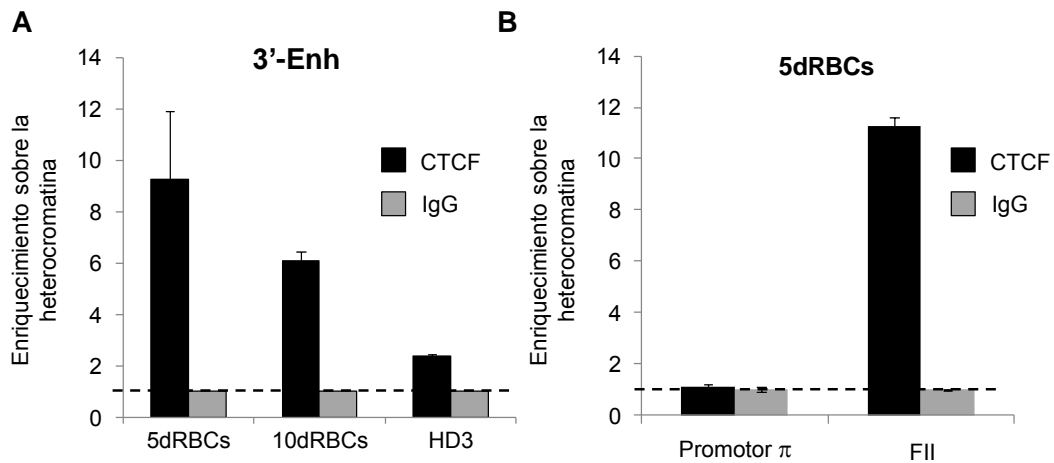 A
3’-Enh
Enriquecimiento sobre la
heterocromatina
14
12
10
8
6
4
2
0
CTCF
IgG
5dRBCs
10dRBCs
HD3
B
5dRBCs
Enriquecimiento sobre la
heterocromatina
14
12
10
8
6
4
2
0
CTCF
IgG
Promotor π
FII